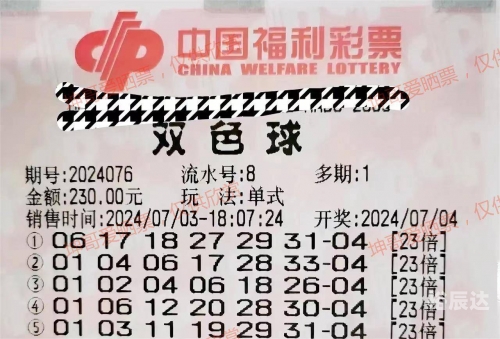 中国福利彩票
CHINA WELFARE LOTTERY
双色球
期号:2024076 流水号:8 多期:1
金额:230.00元 玩 法:单式
销售时间:2024/07/03-18:07:24 开奖:2024/07/04
① 06 17 18 27 29 31-04 [23倍]
② 01 04 06 17 28 33-04 [23倍]
③ 01 02 04 06 18 26-04 [23倍]
④ 01 06 12 20 28 30-04 [23倍]
⑤ 01 03 11 19 29 31-04 [23倍]